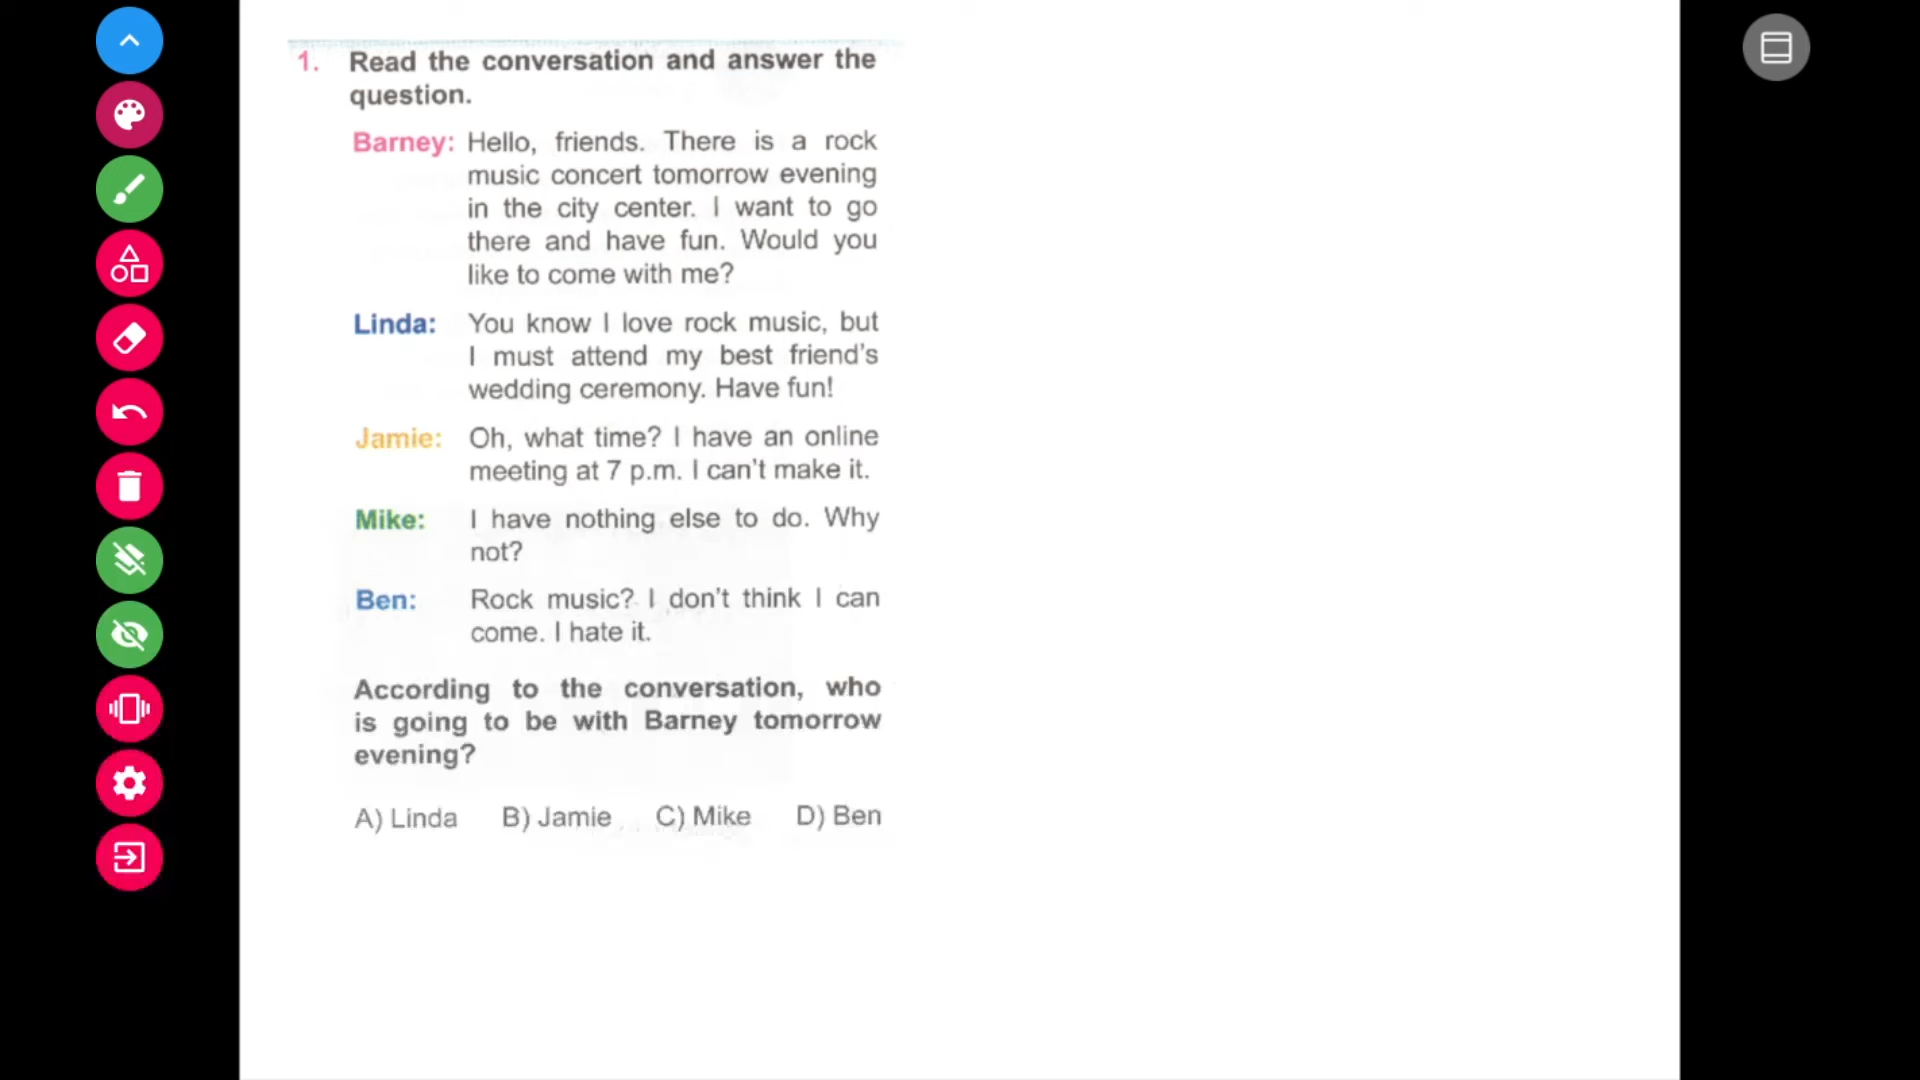 1. Read the conversation and answer the
question.
Barney: Hello, friends. There is a rock
music concert tomorrow evening
in the city center. I want to go
there and have fun. Would you
like to come with me?
Linda: You know I love rock music, but
I must attend my best friend's
wedding ceremony. Have fun!
Jamie: Oh, what time? I have an online
meeting at 7 p.m. I can't make it.
Mike: I have nothing else to do. Why
not?
Ben: Rock music? I don't think I can
come. I hate it.
According to the conversation, who
is going to be with Barney tomorrow
evening?
A) Linda B) Jamie C) Mike D) Ben